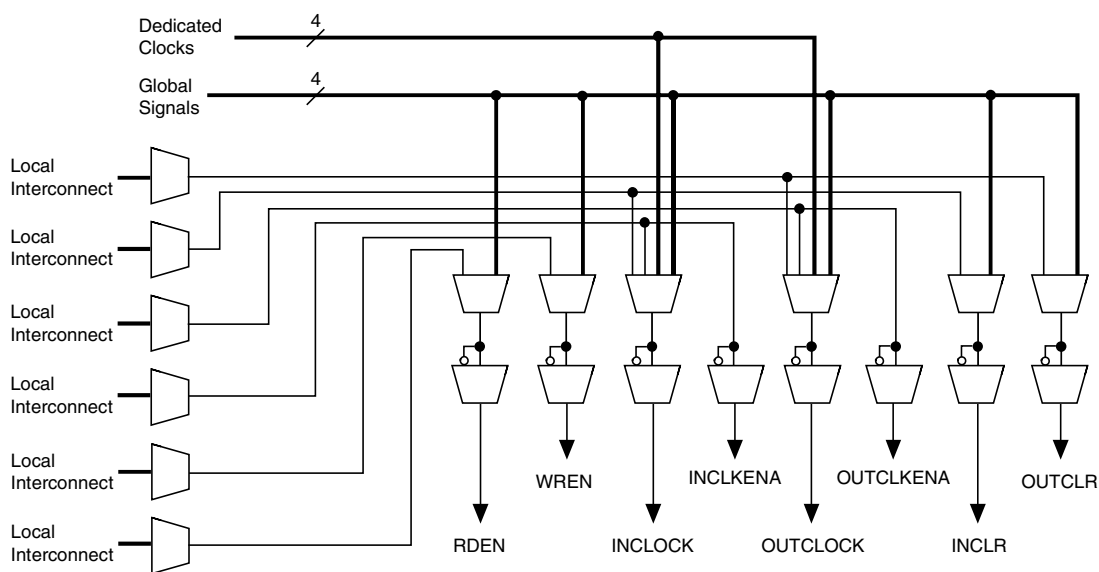 Dedicated
Clocks
4
Global
Signals
4
Local
Interconnect
Local
Interconnect
Local
Interconnect
Local
Interconnect
Local
Interconnect
Local
Interconnect
WREN
INCLKENA
OUTCLKENA
OUTCLR
RDEN
INCLOCK
OUTCLOCK
INCLR